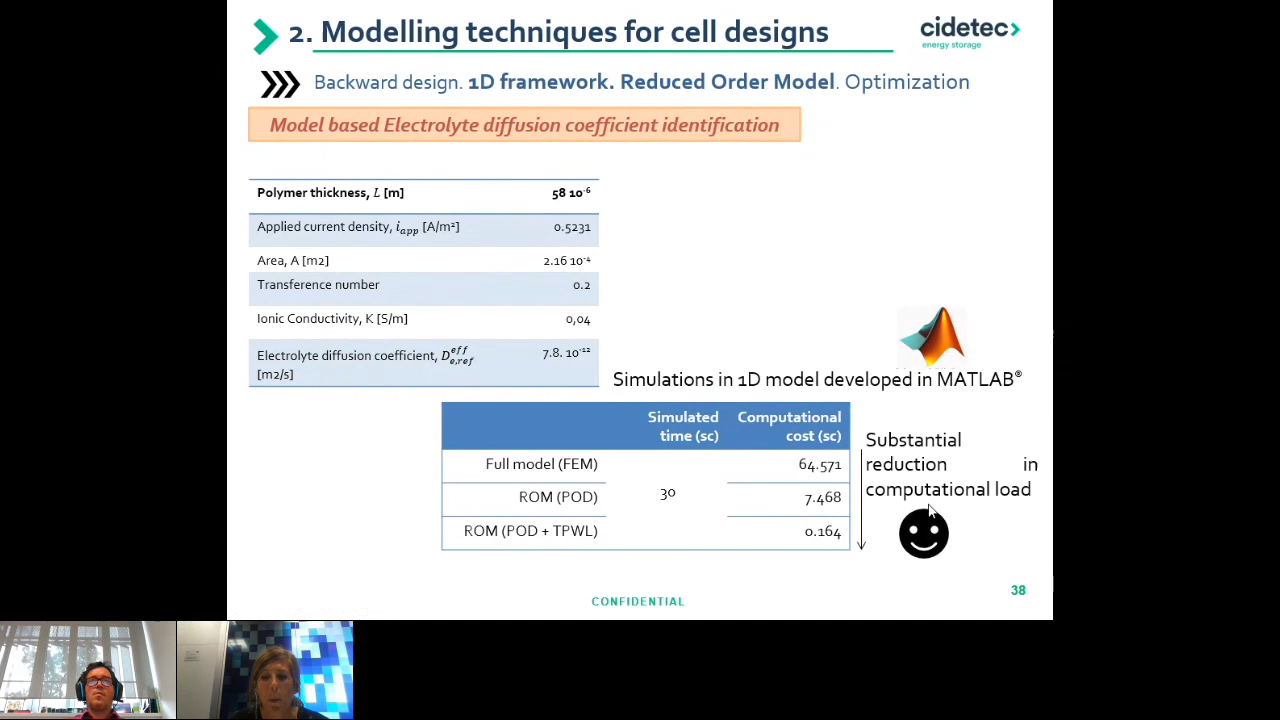 2. Modelling techniques for cell designs
cidetec>
energy storage
Backward design. 1D framework. Reduced Order Model. Optimization
Model based Electrolyte diffusion coefficient identification
Polymer thickness, L [m] 58 10⁻⁶
Applied current density, i_app [A/m²] 0.5231
Area, A [m2] 2.16 10⁻⁴
Transference number 0.2
Ionic Conductivity, K [S/m] 0,04
Electrolyte diffusion coefficient, D_{e,ref}^{eff} 7.8. 10⁻¹²
[m2/s]
Simulations in 1D model developed in MATLAB®
Simulated Computational
time (sc) cost (sc)
Full model (FEM) 64.571
ROM (POD) 30 7.468
ROM (POD + TPWL) 0.164
Substantial
reduction in
computational load
CONFIDENTIAL
38